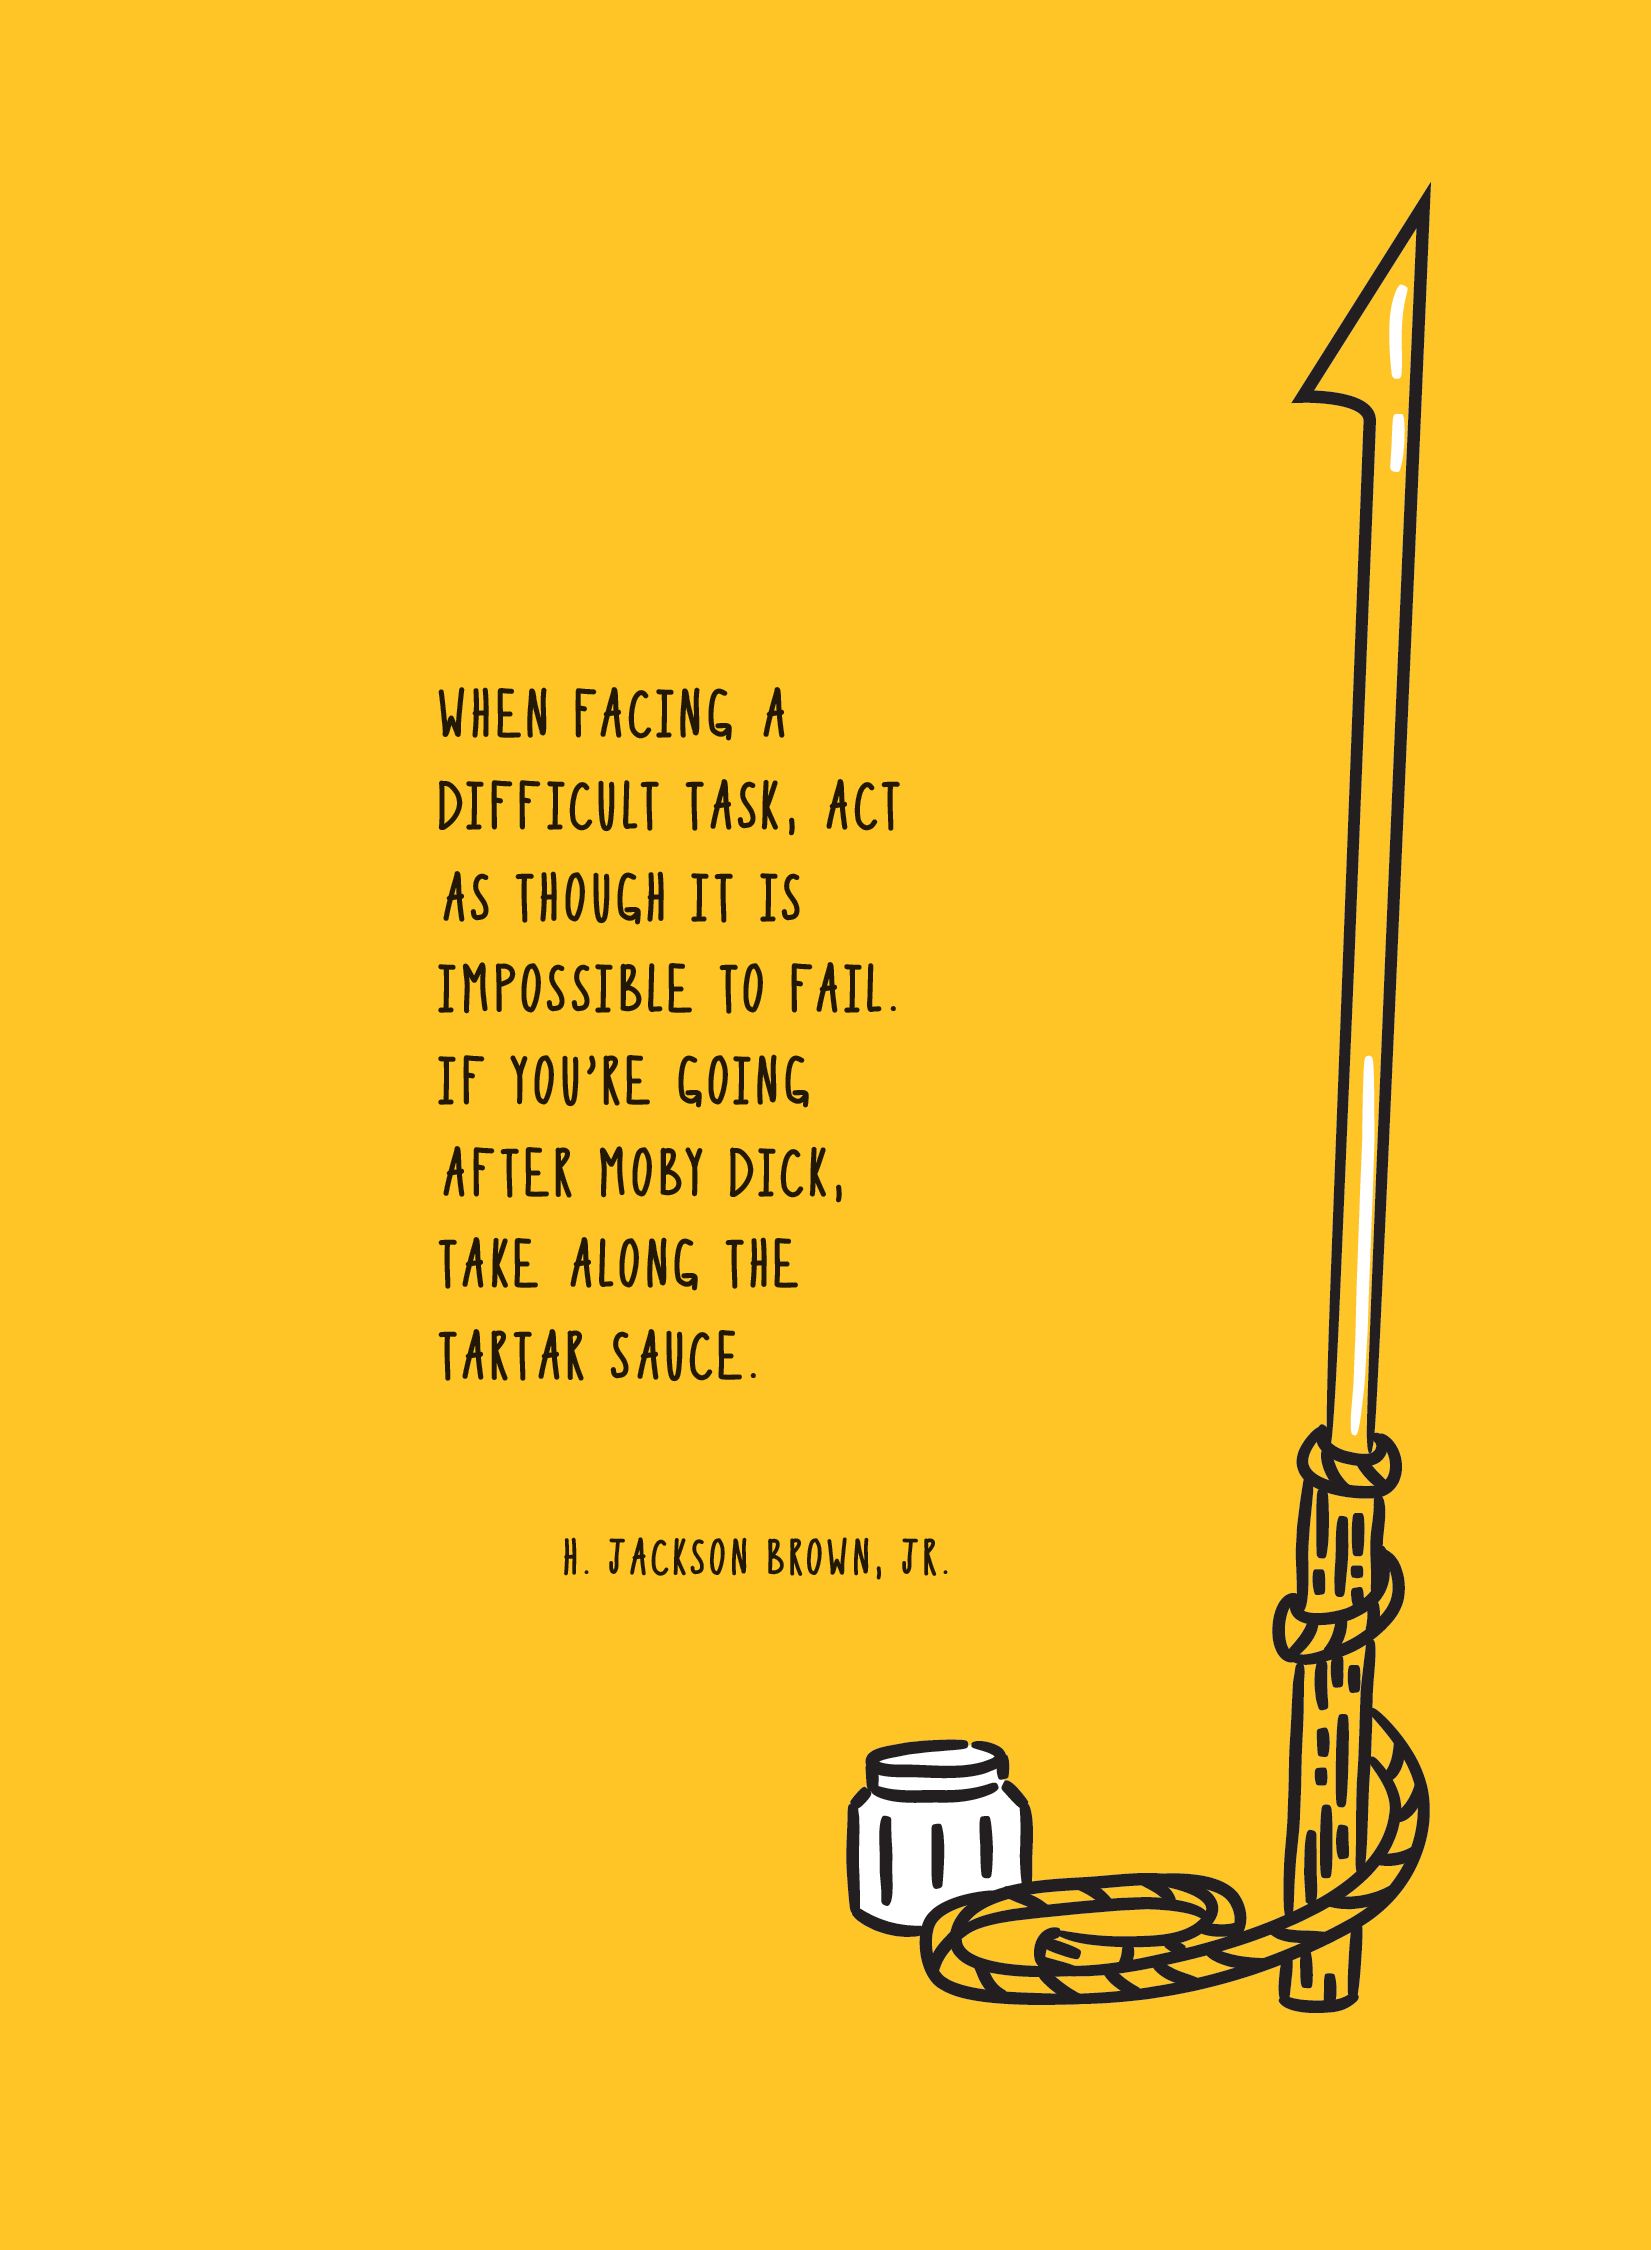 WHEN FACING A
DIFFICULT TASK, ACT
AS THOUGH IT IS
IMPOSSIBLE TO FAIL.
IF YOU'RE GOING
AFTER MOBY DICK,
TAKE ALONG THE
TARTAR SAUCE.
H. JACKSON BROWN, JR.